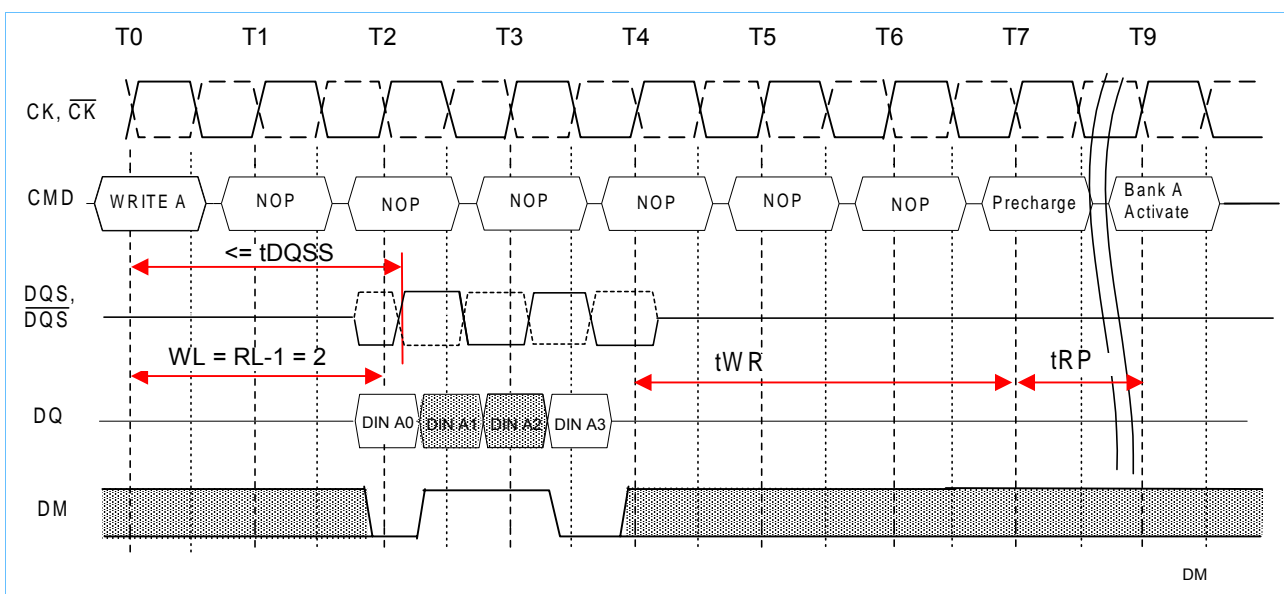 T0 T1 T2 T3 T4 T5 T6 T7 T9
CK, CK
CMD WRITE A NOP NOP NOP NOP NOP NOP Precharge Bank A
Activate
<= tDQSS
DQS,
DQS
WL = RL-1 = 2 tWR tRP
DQ DIN A0 DIN A1 DIN A2 DIN A3
DM
DM